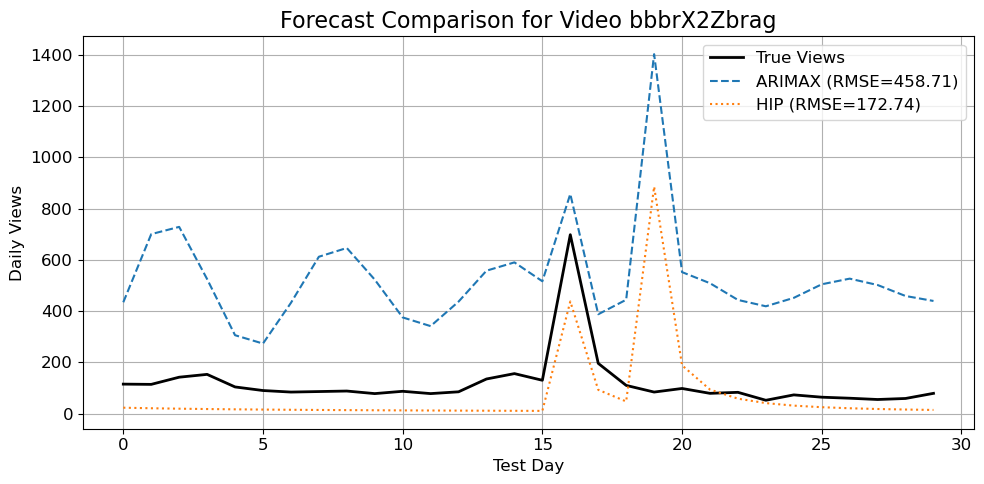 Forecast Comparison for Video bbbrX2Zbrag
True Views
ARIMAX (RMSE=458.71)
HIP (RMSE=172.74)
Daily Views
1400
1200
1000
800
600
400
200
0
0 5 10 15 20 25 30
Test Day